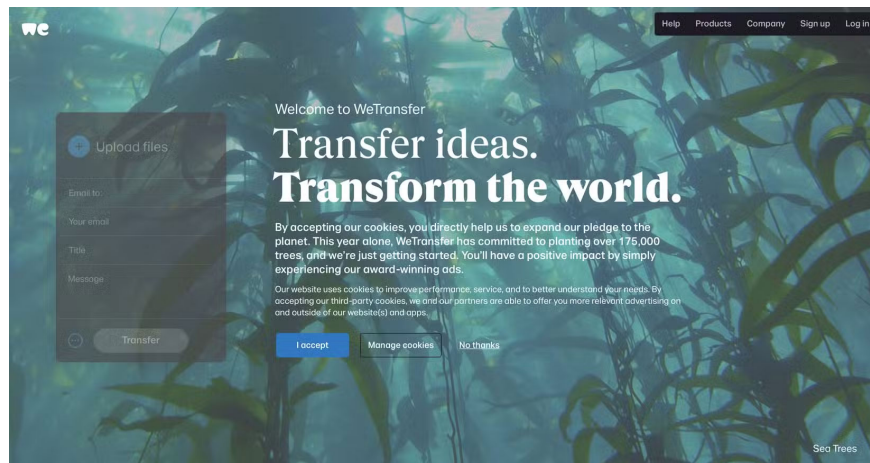 we
Help Products Company Sign up Log in
Upload files
Email to
Your email
Title
Message
Transfer
Welcome to WeTransfer
Transfer ideas.
Transform the world.
By accepting our cookies, you directly help us to expand our pledge to the
planet. This year alone, WeTransfer has committed to planting over 175,000
trees, and we're just getting started. You'll have a positive impact by simply
experiencing our award-winning ads.
Our website uses cookies to improve performance, service, and to better understand your needs. By
accepting our third-party cookies, we and our partners are able to offer you more relevant advertising on
and outside of our website(s) and apps.
I accept Manage cookies No thanks
Sea Trees